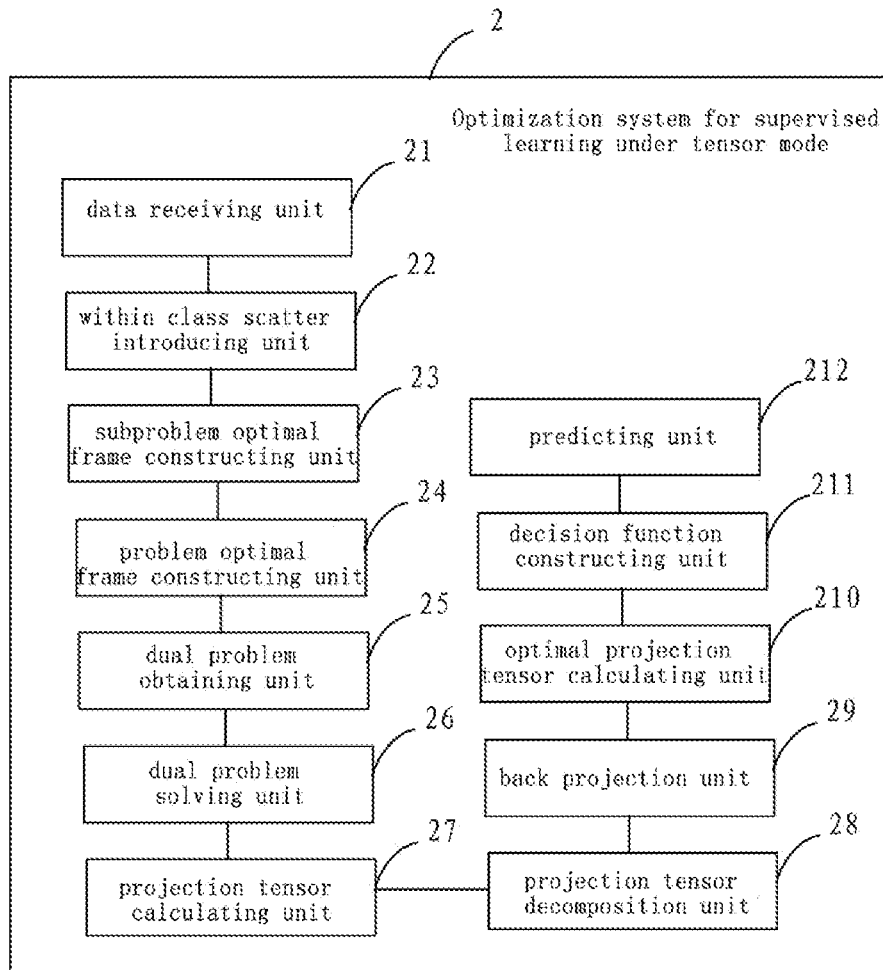 2
Optimization system for supervised
learning under tensor mode
21
data receiving unit
22
within class scatter
introducing unit
23
subproblem optimal
frame constructing unit
24
problem optimal
frame constructing unit
25
dual problem
obtaining unit
26
dual problem
solving unit
27
projection tensor
calculating unit
212
predicting unit
211
decision function
constructing unit
210
optimal projection
tensor calculating unit
29
back projection unit
28
projection tensor
decomposition unit